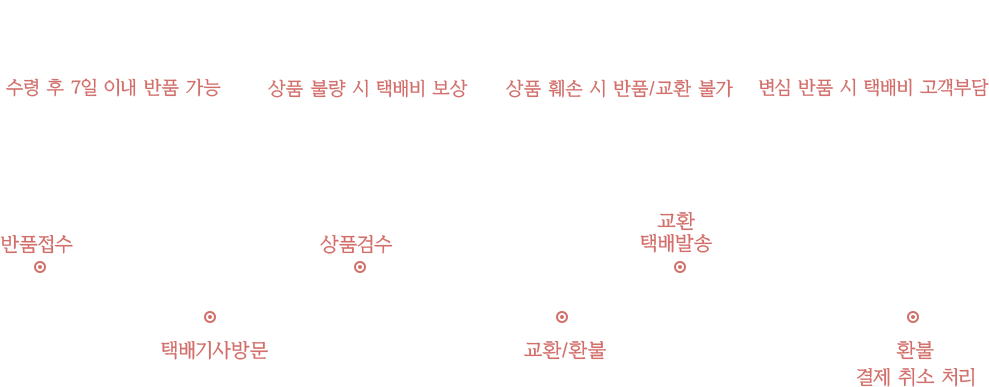 수령 후 7일 이내 반품 가능
상품 불량 시 택배비 보상
상품 훼손 시 반품/교환 불가
변심 반품 시 택배비 고객부담
반품접수
택배기사방문
상품검수
교환/환불
교환
택배발송
환불
결제 취소 처리